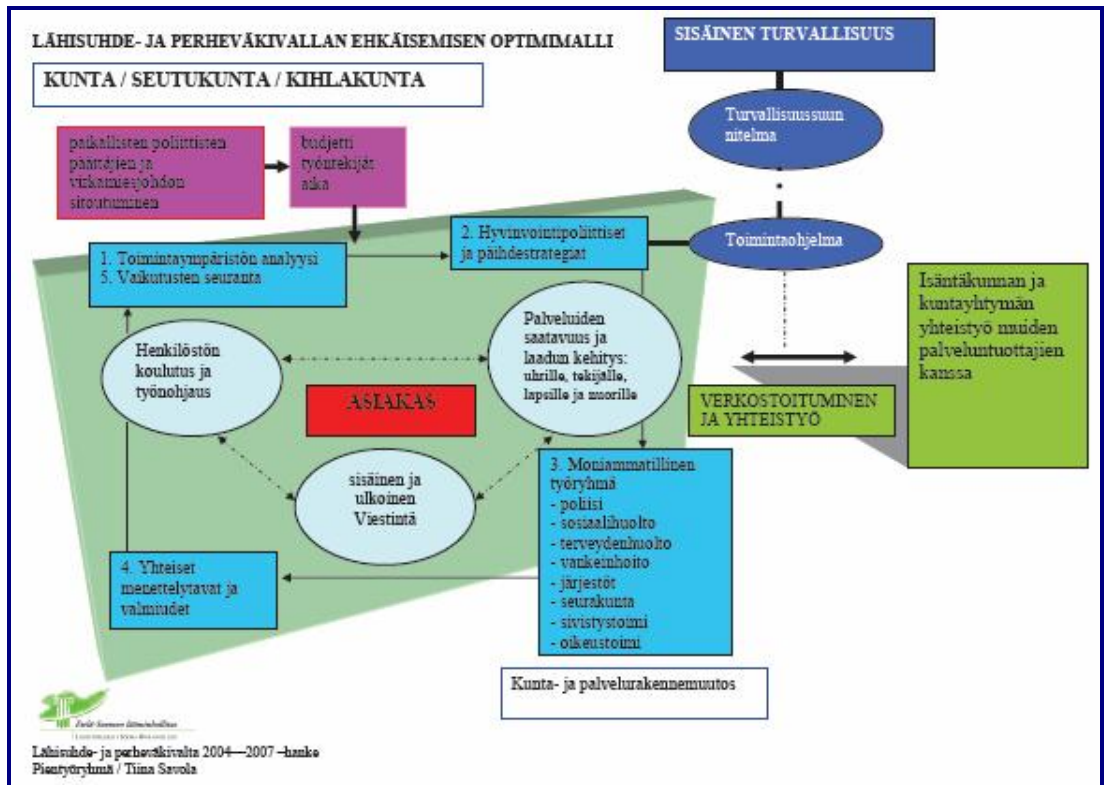 LÄHISUHDE- JA PERHEVÄKIVALLAN EHKÄISEMISEN OPTIMIMALLI
KUNTA / SEUTUKUNTA / KIHLAKUNTA
SISÄINEN TURVALLISUUS
Turvallisuussuun
nitelma
paikallisten poliittisten
päättäjien ja
virkamiesjohdon
sitoutuminen
budjetti
työntekijät
aika
1. Toimintaympäristön analyysi
5. Vaikutusten seuranta
2. Hyvinvointipoliittiset
ja päihdestrategiat
Toimintaohjelma
Isäntäkunnan ja
kuntayhtymän
yhteistyö muiden
palveluntuottajien
kanssa
Henkilöstön
koulutus ja
työnohjaus
Palveluiden
saatavuus ja
laadun kehitys:
uhrille, tekijälle,
lapsille ja nuorille
ASIAKAS
VERKOSTOITUMINEN
JA YHTEISTYÖ
sisäinen ja
ulkoinen
Viestintä
3. Moniammatillinen
työryhmä
- poliisi
- sosiaalihuolto
- terveydenhuolto
- vankeinhoito
- järjestöt
- seurakunta
- sivistystoimi
- oikeustoimi
4. Yhteiset
menettelytavat ja
valmiudet
Kunta- ja palvelurakennemuutos
Etelä-Suomen lääninhallitus
Lähisuhde- ja perheväkivalta 2004—2007 –hanke
Pientyöryhmä / Tiina Savola